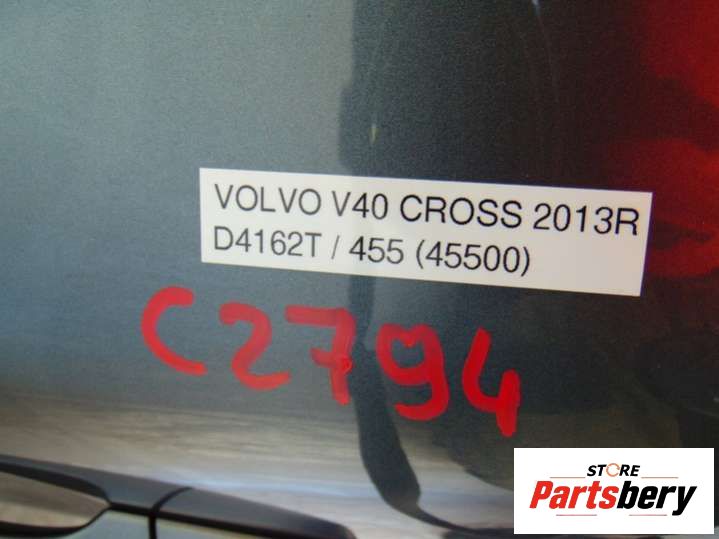 VOLVO V40 CROSS 2013R
D4162T / 455 (45500)
C2794
STORE
Partsbery